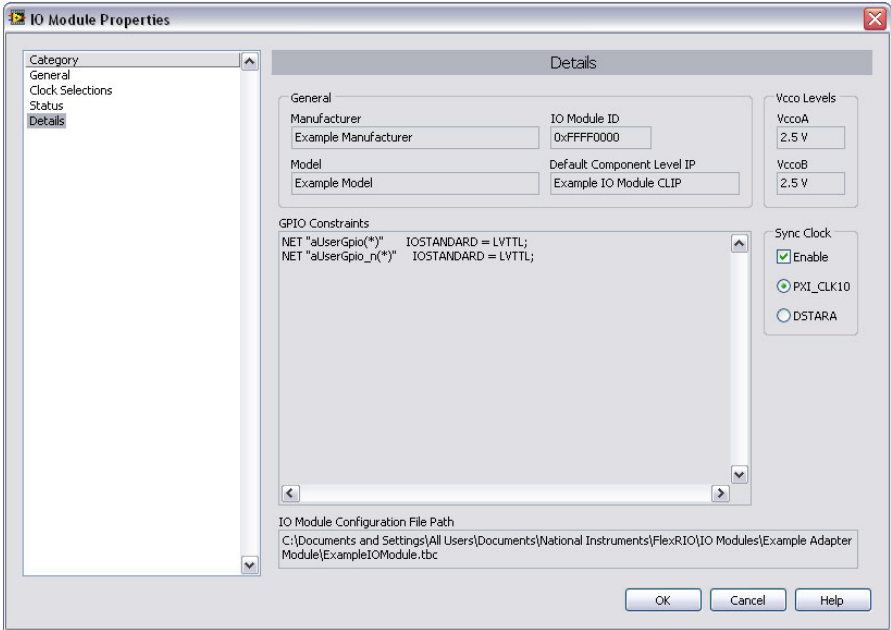 IO Module Properties
Category
General
Clock Selections
Status
Details
Details
General
Manufacturer
IO Module ID
Example Manufacturer
0xFFFF0000
Model
Default Component Level IP
Example Model
Example IO Module CLIP
Vcco Levels
VccoA
2.5 V
VccoB
2.5 V
GPIO Constraints
NET "aUserGpio(*)" IOSTANDARD = LVTTL;
NET "aUserGpio_n(*)" IOSTANDARD = LVTTL;
Sync Clock
Enable
PXI_CLK10
DSTARA
IO Module Configuration File Path
C:\Documents and Settings\All Users\Documents\National Instruments\FlexRIO\IO Modules\Example Adapter
Module\ExampleIOModule.tbc
OK
Cancel
Help